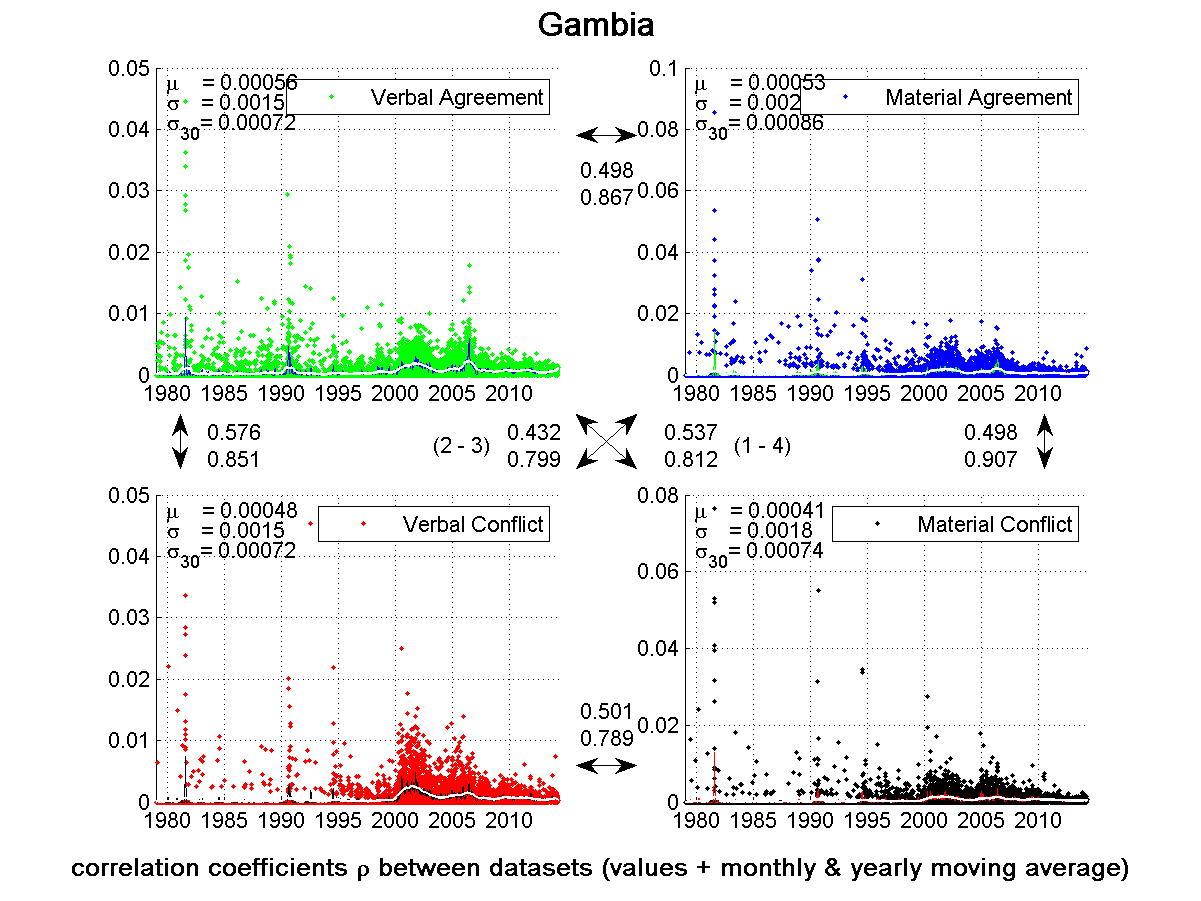 Gambia
0.05
0.04
0.03
0.02
0.01
0
μ = 0.00056
σ = 0.0015
σ30= 0.00072
Verbal Agreement
1980 1985 1990 1995 2000 2005 2010
0.498
0.867
0.1
0.08
0.06
0.04
0.02
0
μ = 0.00053
σ = 0.002
σ30= 0.00086
Material Agreement
1980 1985 1990 1995 2000 2005 2010
0.576
0.851
(2 - 3)
0.432
0.799
0.537
0.812
(1 - 4)
0.498
0.907
0.05
0.04
0.03
0.02
0.01
0
μ = 0.00048
σ = 0.0015
σ30= 0.00072
Verbal Conflict
1980 1985 1990 1995 2000 2005 2010
0.501
0.789
0.08
0.06
0.04
0.02
0
μ = 0.00041
σ = 0.0018
σ30= 0.00074
Material Conflict
1980 1985 1990 1995 2000 2005 2010
correlation coefficients ρ between datasets (values + monthly & yearly moving average)